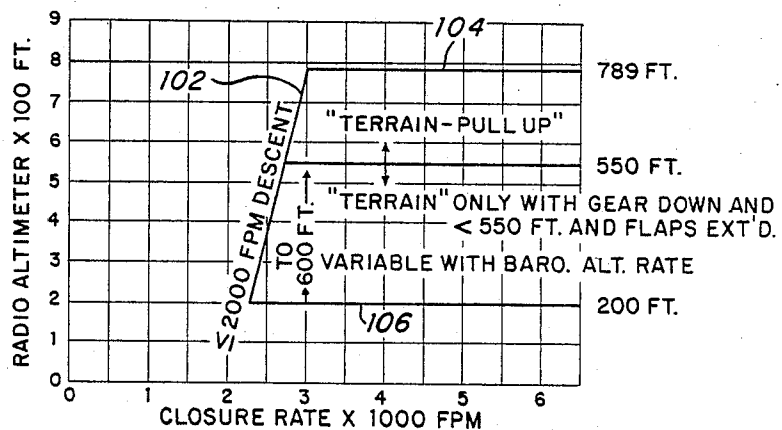 RADIO ALTIMETER X 100 FT.
9
8
7
6
5
4
3
2
1
0
102
104
789 FT.
"TERRAIN-PULL UP"
550 FT.
"TERRAIN" ONLY WITH GEAR DOWN AND
< 550 FT. AND FLAPS EXT'D.
≤2000 FPM DESCENT
TO
600 FT.
VARIABLE WITH BARO. ALT. RATE
200 FT.
106
0 1 2 3 4 5 6
CLOSURE RATE X 1000 FPM